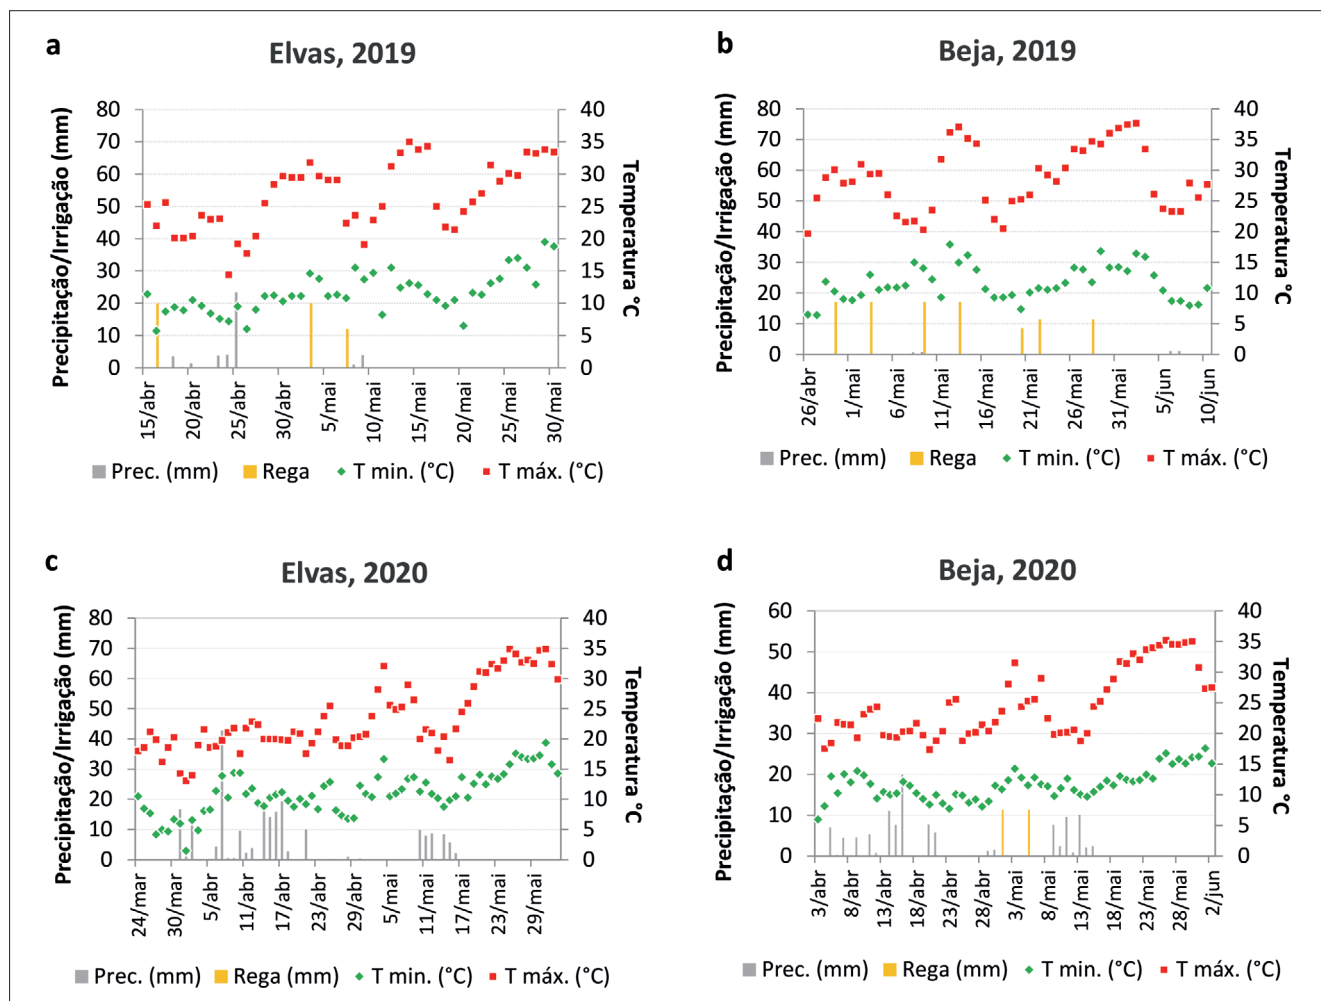 a
Elvas, 2019
Precipitação/Irrigação (mm)
80
70
60
50
40
30
20
10
0
40
35
30
25
20
15
10
5
0
Temperatura °C
15/abr
20/abr
25/abr
30/abr
5/mai
10/mai
15/mai
20/mai
25/mai
30/mai
Prec. (mm) Rega T min. (°C) T máx. (°C)
b
Beja, 2019
Precipitação/Irrigação (mm)
80
70
60
50
40
30
20
10
0
40
35
30
25
20
15
10
5
0
Temperatura °C
26/abr
1/mai
6/mai
11/mai
16/mai
21/mai
26/mai
31/mai
5/jun
10/jun
Prec. (mm) Rega T min. (°C) T máx. (°C)
c
Elvas, 2020
Precipitação/Irrigação (mm)
80
70
60
50
40
30
20
10
0
40
35
30
25
20
15
10
5
0
Temperatura °C
24/mar
30/mar
5/abr
11/abr
17/abr
23/abr
29/abr
5/mai
11/mai
17/mai
23/mai
29/mai
Prec. (mm) Rega (mm) T min. (°C) T máx. (°C)
d
Beja, 2020
Precipitação/Irrigação (mm)
60
50
40
30
20
10
0
40
35
30
25
20
15
10
5
0
Temperatura °C
3/abr
8/abr
13/abr
18/abr
23/abr
28/abr
3/mai
8/mai
13/mai
18/mai
23/mai
28/mai
2/jun
Prec. (mm) Rega (mm) T min. (°C) T máx. (°C)